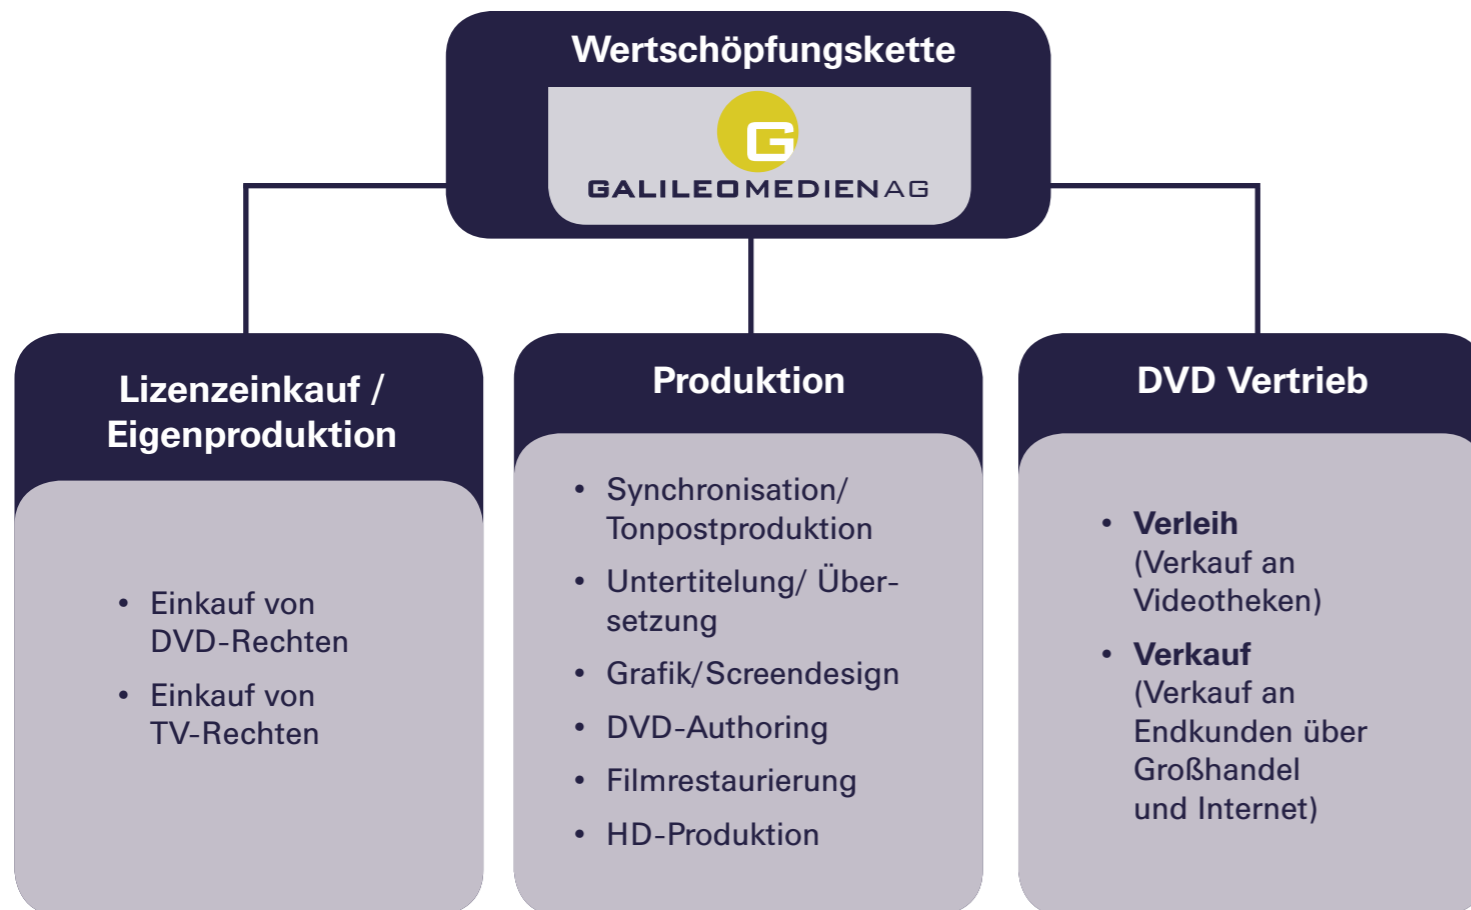 Wertschöpfungskette
G
GALILEOMEDIENAG
Lizenzeinkauf /
Eigenproduktion
• Einkauf von
DVD-Rechten
• Einkauf von
TV-Rechten
Produktion
• Synchronisation/
Tonpostproduktion
• Untertitelung/ Über-
setzung
• Grafik/Screendesign
• DVD-Authoring
• Filmrestaurierung
• HD-Produktion
DVD Vertrieb
• Verleih
(Verkauf an
Videotheken)
• Verkauf
(Verkauf an
Endkunden über
Großhandel
und Internet)